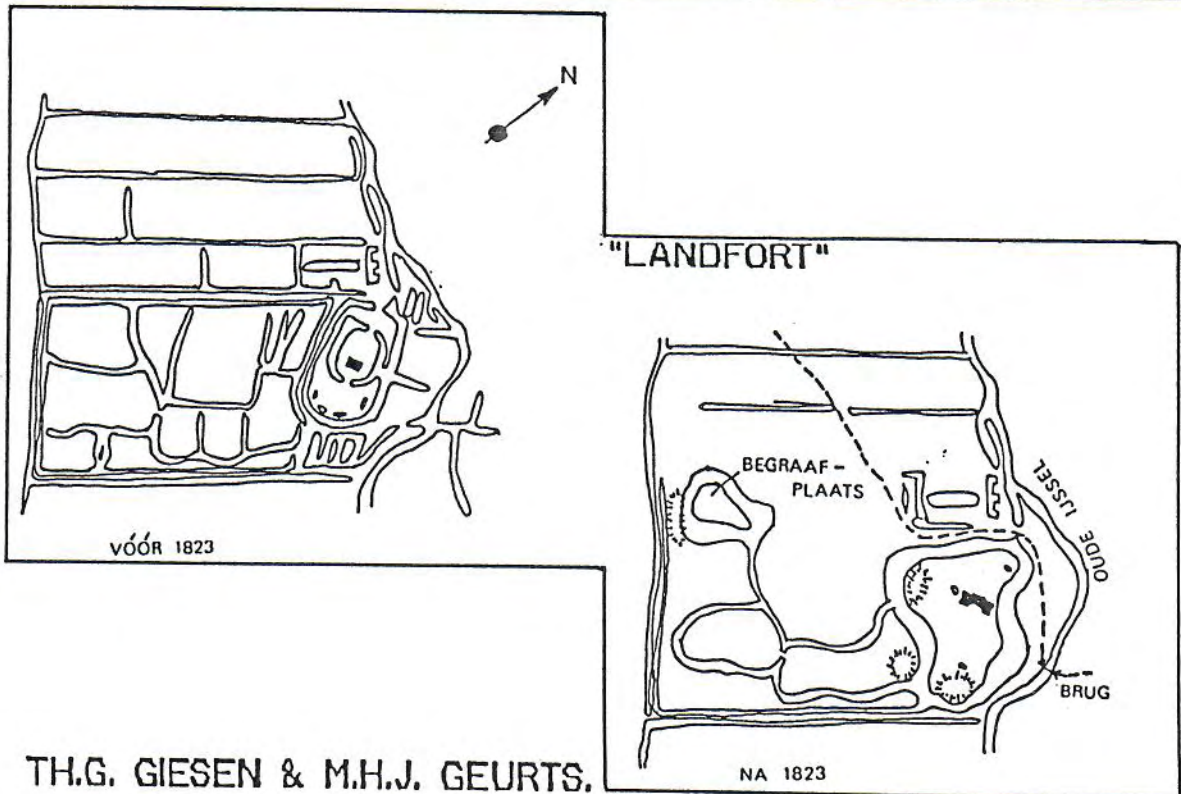 N
VÓÓR 1823
"LANDFORT"
BEGRAAF-
PLAATS
OUDE IJSSEL
BRUG
NA 1823
TH.G. GIESEN & M.H.J. GEURTS.